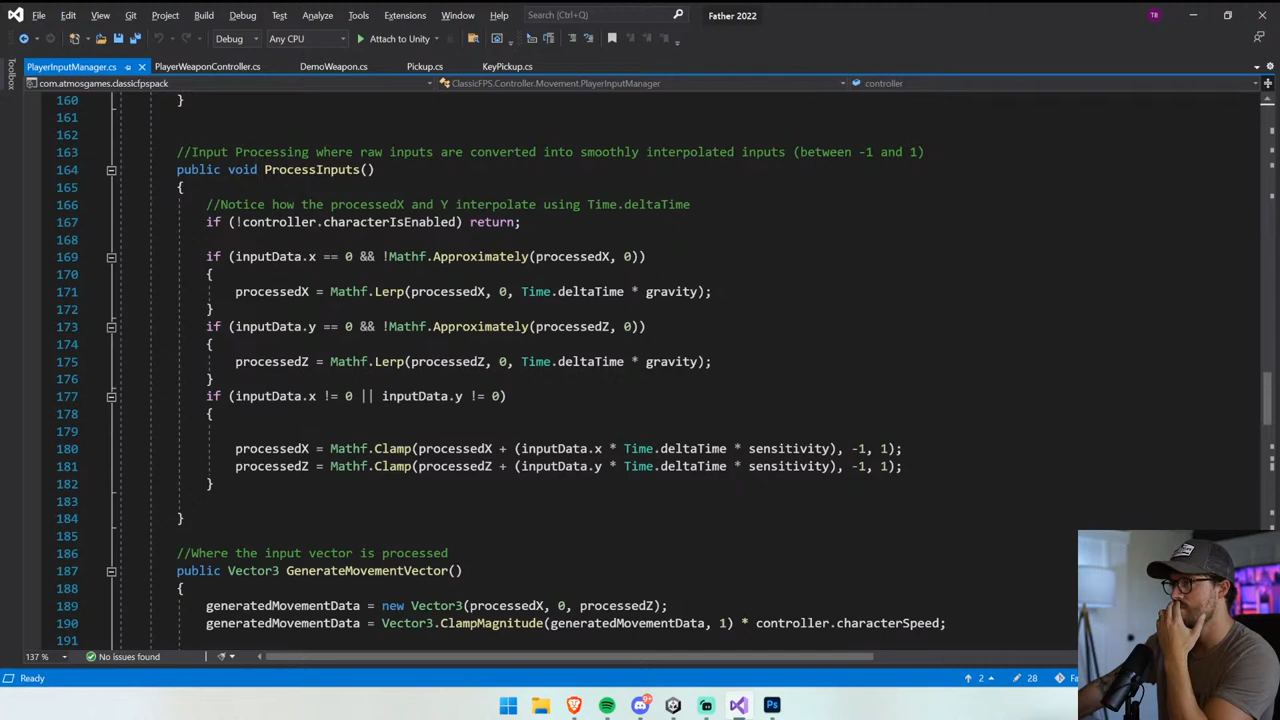 File Edit View Git Project Build Debug Test Analyze Tools Extensions Window Help Search (Ctrl+Q) Father 2022 TB
Debug Any CPU Attach to Unity
PlayerInputManager.cs PlayerWeaponController.cs DemoWeapon.cs Pickup.cs KeyPickup.cs
Toolbox
com.atmosgames.classicfpspack ClassicFPS.Controller.Movement.PlayerInputManager controller
160 }
161
162
163 //Input Processing where raw inputs are converted into smoothly interpolated inputs (between -1 and 1)
164 public void ProcessInputs()
165 {
166 //Notice how the processedX and Y interpolate using Time.deltaTime
167 if (!controller.characterIsEnabled) return;
168
169 if (inputData.x == 0 && !Mathf.Approximately(processedX, 0))
170 {
171 processedX = Mathf.Lerp(processedX, 0, Time.deltaTime * gravity);
172 }
173 if (inputData.y == 0 && !Mathf.Approximately(processedZ, 0))
174 {
175 processedZ = Mathf.Lerp(processedZ, 0, Time.deltaTime * gravity);
176 }
177 if (inputData.x != 0 || inputData.y != 0)
178 {
179
180 processedX = Mathf.Clamp(processedX + (inputData.x * Time.deltaTime * sensitivity), -1, 1);
181 processedZ = Mathf.Clamp(processedZ + (inputData.y * Time.deltaTime * sensitivity), -1, 1);
182 }
183
184 }
185
186 //Where the input vector is processed
187 public Vector3 GenerateMovementVector()
188 {
189 generatedMovementData = new Vector3(processedX, 0, processedZ);
190 generatedMovementData = Vector3.ClampMagnitude(generatedMovementData, 1) * controller.characterSpeed;
191
137 % No issues found
Ready 2 28
9+